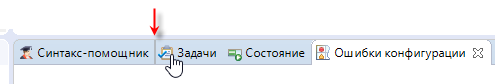 Синтакс-помощник Задачи Состояние Ошибки конфигурации